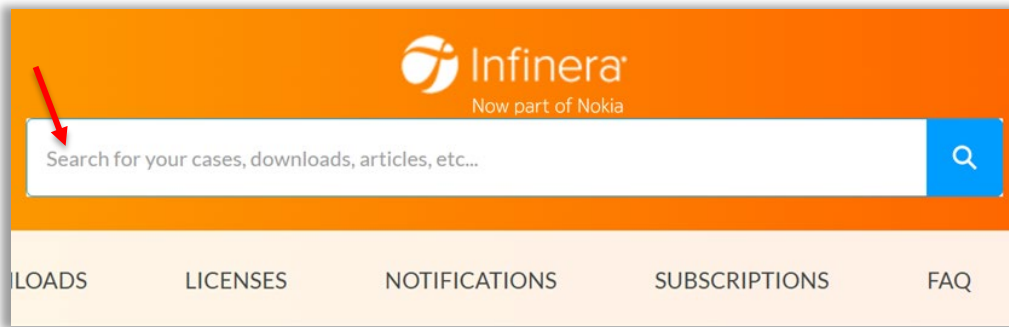 Infinera
Now part of Nokia
Search for your cases, downloads, articles, etc...
LOADS LICENSES NOTIFICATIONS SUBSCRIPTIONS FAQ